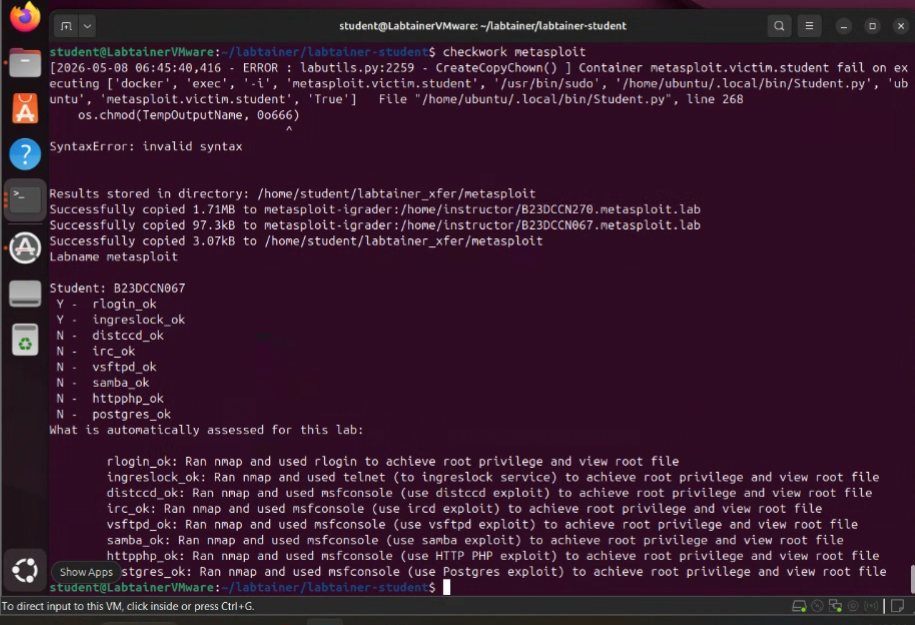 student@LabtainerVMware: ~/labtainer/labtainer-student
student@LabtainerVMware:~/labtainer/labtainer-student$ checkwork metasploit
[2026-05-08 06:45:40,416 - ERROR : labutils.py:2259 - CreateCopyChown() ] Container metasploit.victim.student fail on ex
ecuting ['docker', 'exec', '-i', 'metasploit.victim.student', '/usr/bin/sudo', '/home/ubuntu/.local/bin/Student.py', 'ub
untu', 'metasploit.victim.student', 'True']   File "/home/ubuntu/.local/bin/Student.py", line 268
os.chmod(TempOutputName, 0o666)
^
SyntaxError: invalid syntax
Results stored in directory: /home/student/labtainer_xfer/metasploit
Successfully copied 1.71MB to metasploit-igrader:/home/instructor/B23DCCN270.metasploit.lab
Successfully copied 97.3kB to metasploit-igrader:/home/instructor/B23DCCN067.metasploit.lab
Successfully copied 3.07kB to /home/student/labtainer_xfer/metasploit
Labname metasploit
Student: B23DCCN067
Y - rlogin_ok
Y - ingreslock_ok
N - distccd_ok
N - irc_ok
N - vsftpd_ok
N - samba_ok
N - httpphp_ok
N - postgres_ok
What is automatically assessed for this lab:
rlogin_ok: Ran nmap and used rlogin to achieve root privilege and view root file
ingreslock_ok: Ran nmap and used telnet (to ingreslock service) to achieve root privilege and view root file
distccd_ok: Ran nmap and used msfconsole (use distccd exploit) to achieve root privilege and view root file
irc_ok: Ran nmap and used msfconsole (use ircd exploit) to achieve root privilege and view root file
vsftpd_ok: Ran nmap and used msfconsole (use vsftpd exploit) to achieve root privilege and view root file
samba_ok: Ran nmap and used msfconsole (use samba exploit) to achieve root privilege and view root file
httpphp_ok: Ran nmap and used msfconsole (use HTTP PHP exploit) to achieve root privilege and view root file
Show Apps
stgres_ok: Ran nmap and used msfconsole (use Postgres exploit) to achieve root privilege and view root file
student@LabtainerVMware:~/labtainer/labtainer-student$
To direct input to this VM, click inside or press Ctrl+G.